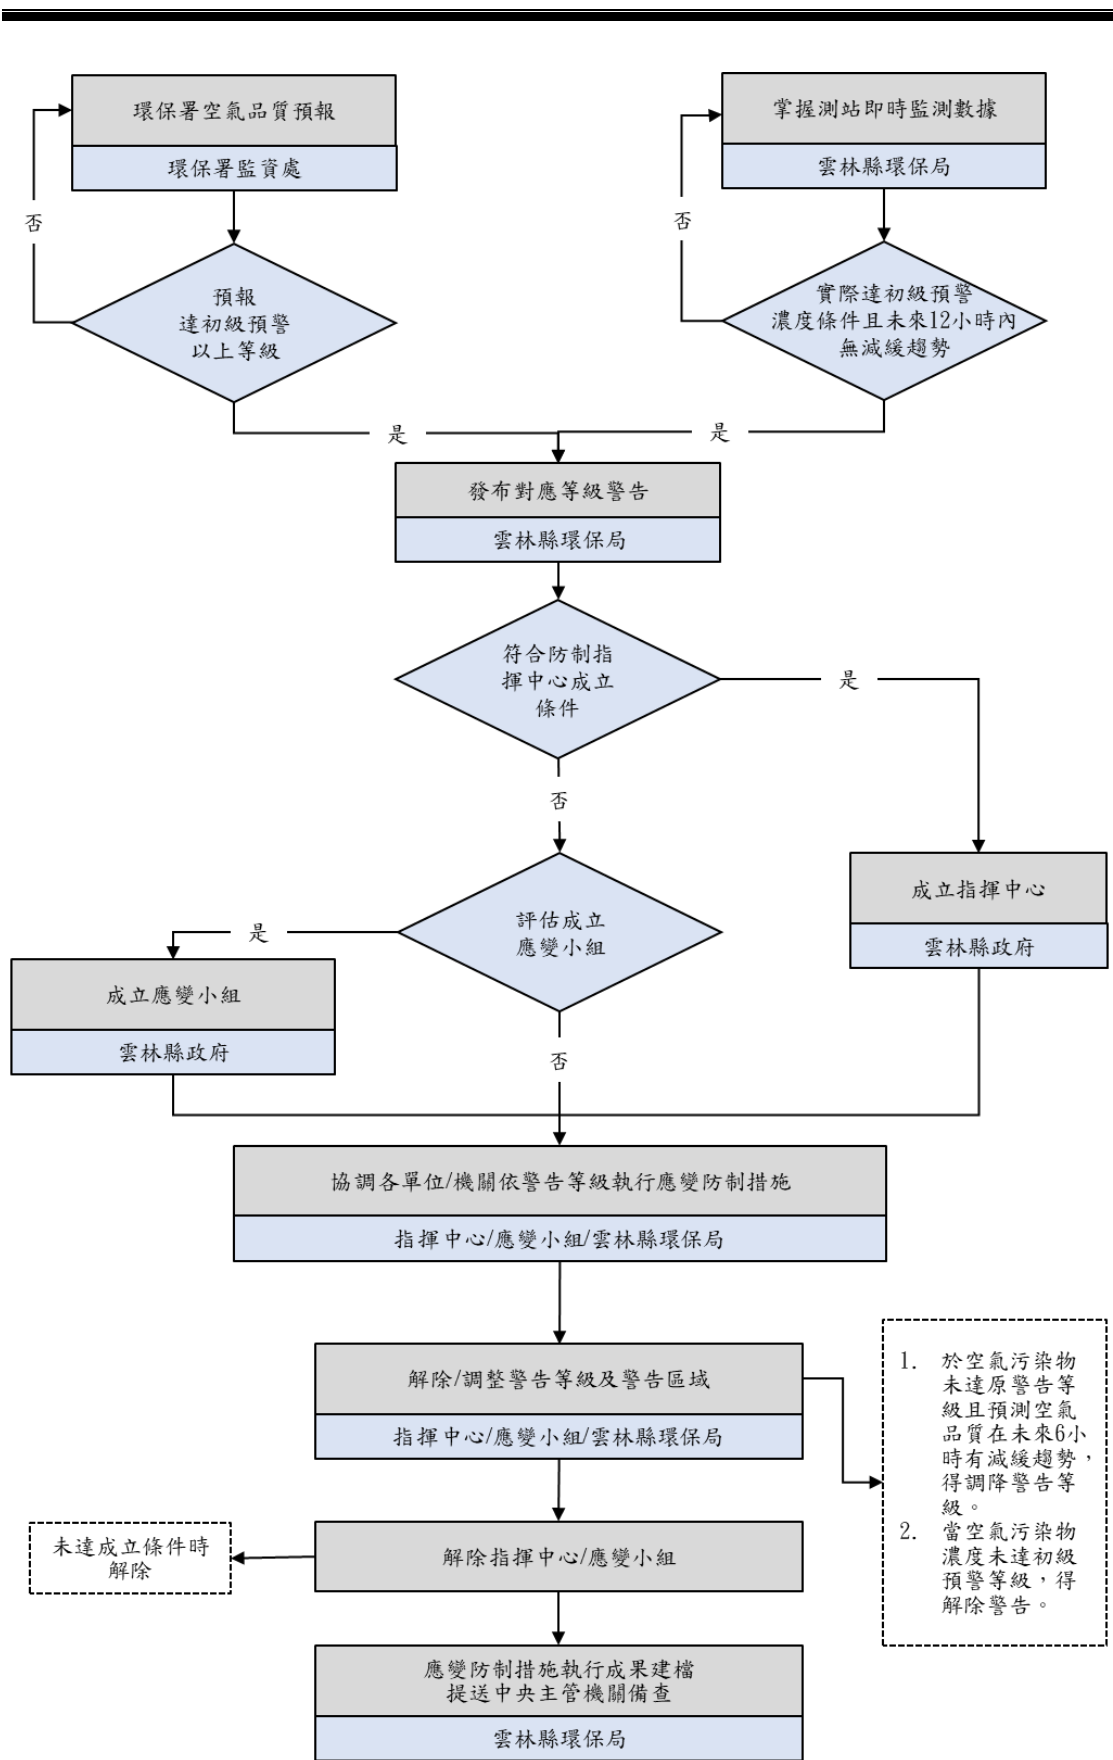 環保署空氣品質預報
環保署監資處
掌握測站即時監測數據
雲林縣環保局
否
否
預報
達初級預警
以上等級
實際達初級預警
濃度條件且未來12小時內
無減緩趨勢
是
是
發布對應等級警告
雲林縣環保局
符合防制指
揮中心成立
條件
是
否
成立指揮中心
雲林縣政府
評估成立
應變小組
是
成立應變小組
雲林縣政府
否
協調各單位/機關依警告等級執行應變防制措施
指揮中心/應變小組/雲林縣環保局
解除/調整警告等級及警告區域
指揮中心/應變小組/雲林縣環保局
1. 於空氣污染物
未達原警告等
級且預測空氣
品質在未來6小
時有減緩趨勢，
得調降警告等
級。
2. 當空氣污染物
濃度未達初級
預警等級，得
解除警告。
未達成立條件時
解除
解除指揮中心/應變小組
應變防制措施執行成果建檔
提送中央主管機關備查
雲林縣環保局